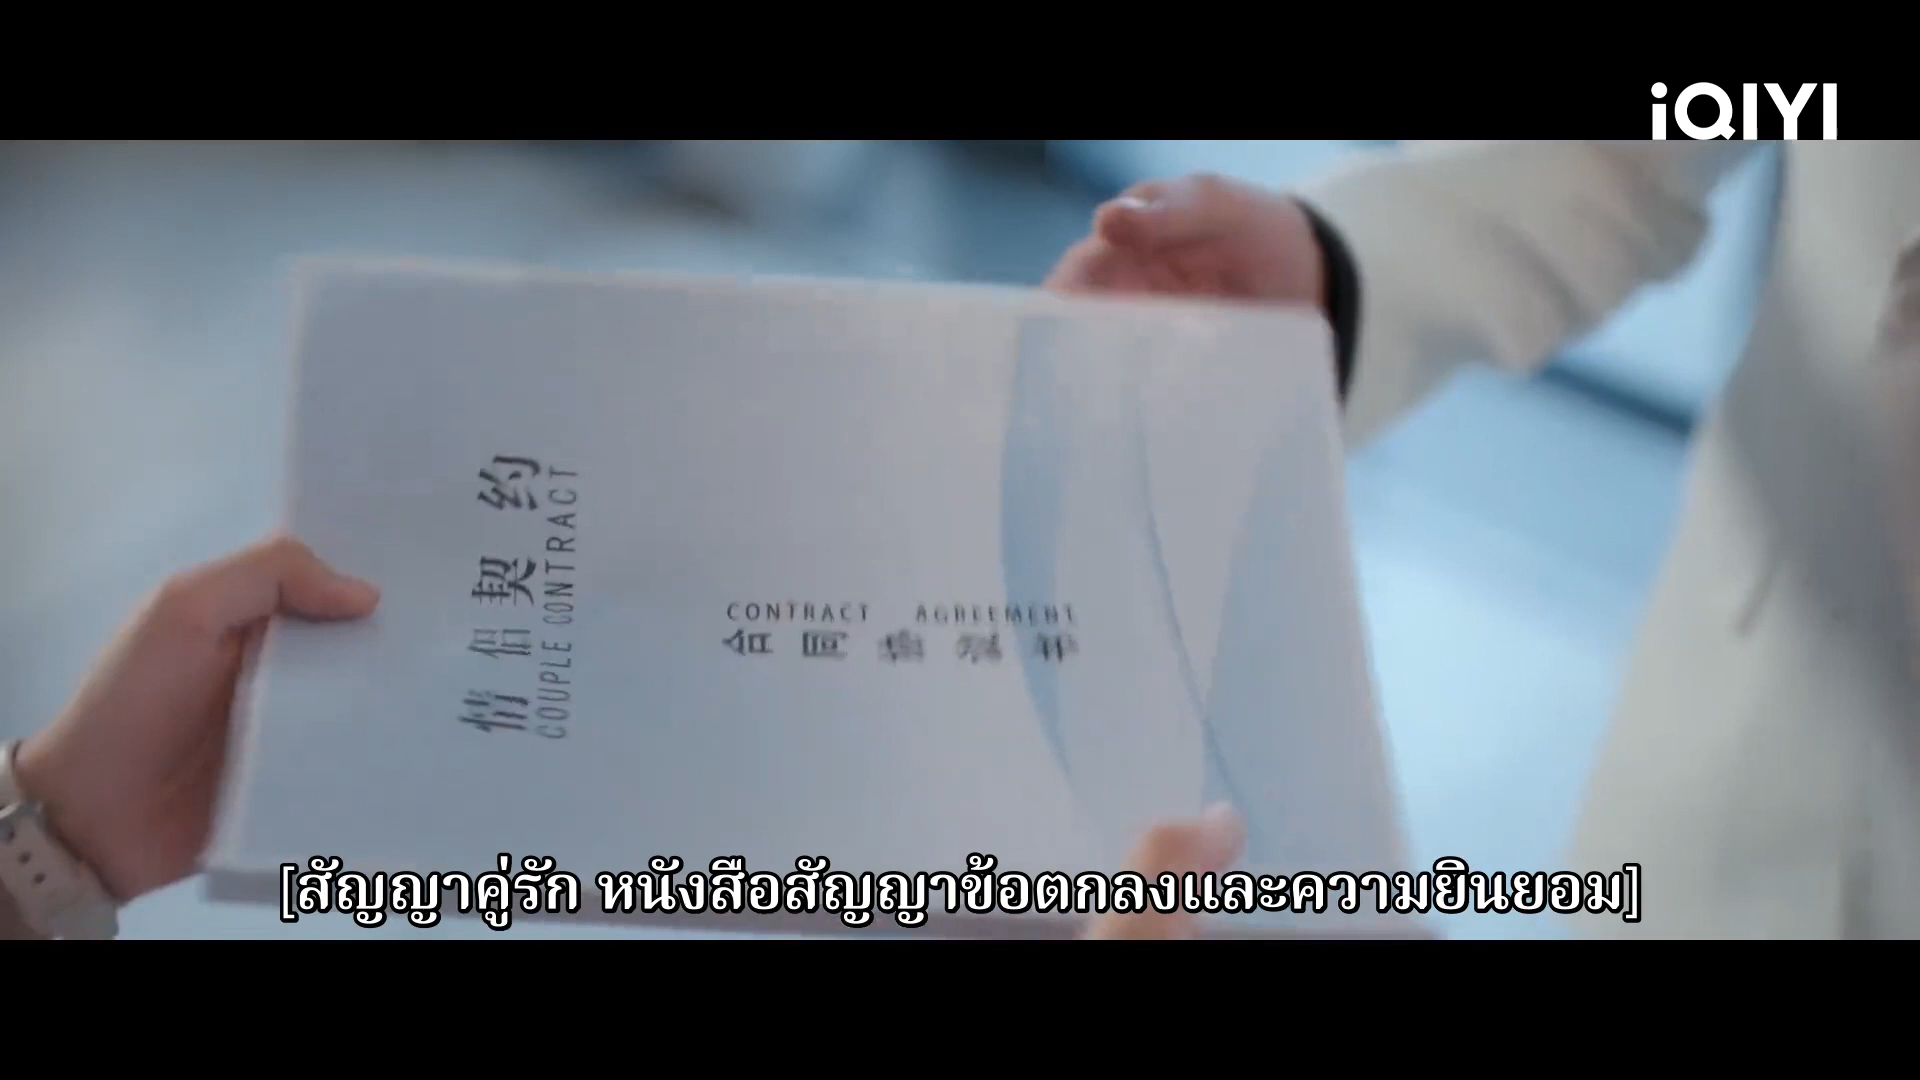 iQIYI
情侣契约
COUPLE CONTRACT
CONTRACT AGREEMENT
合同
[สัญญาคู่รัก หนังสือสัญญาข้อตกลงและความยินยอม]